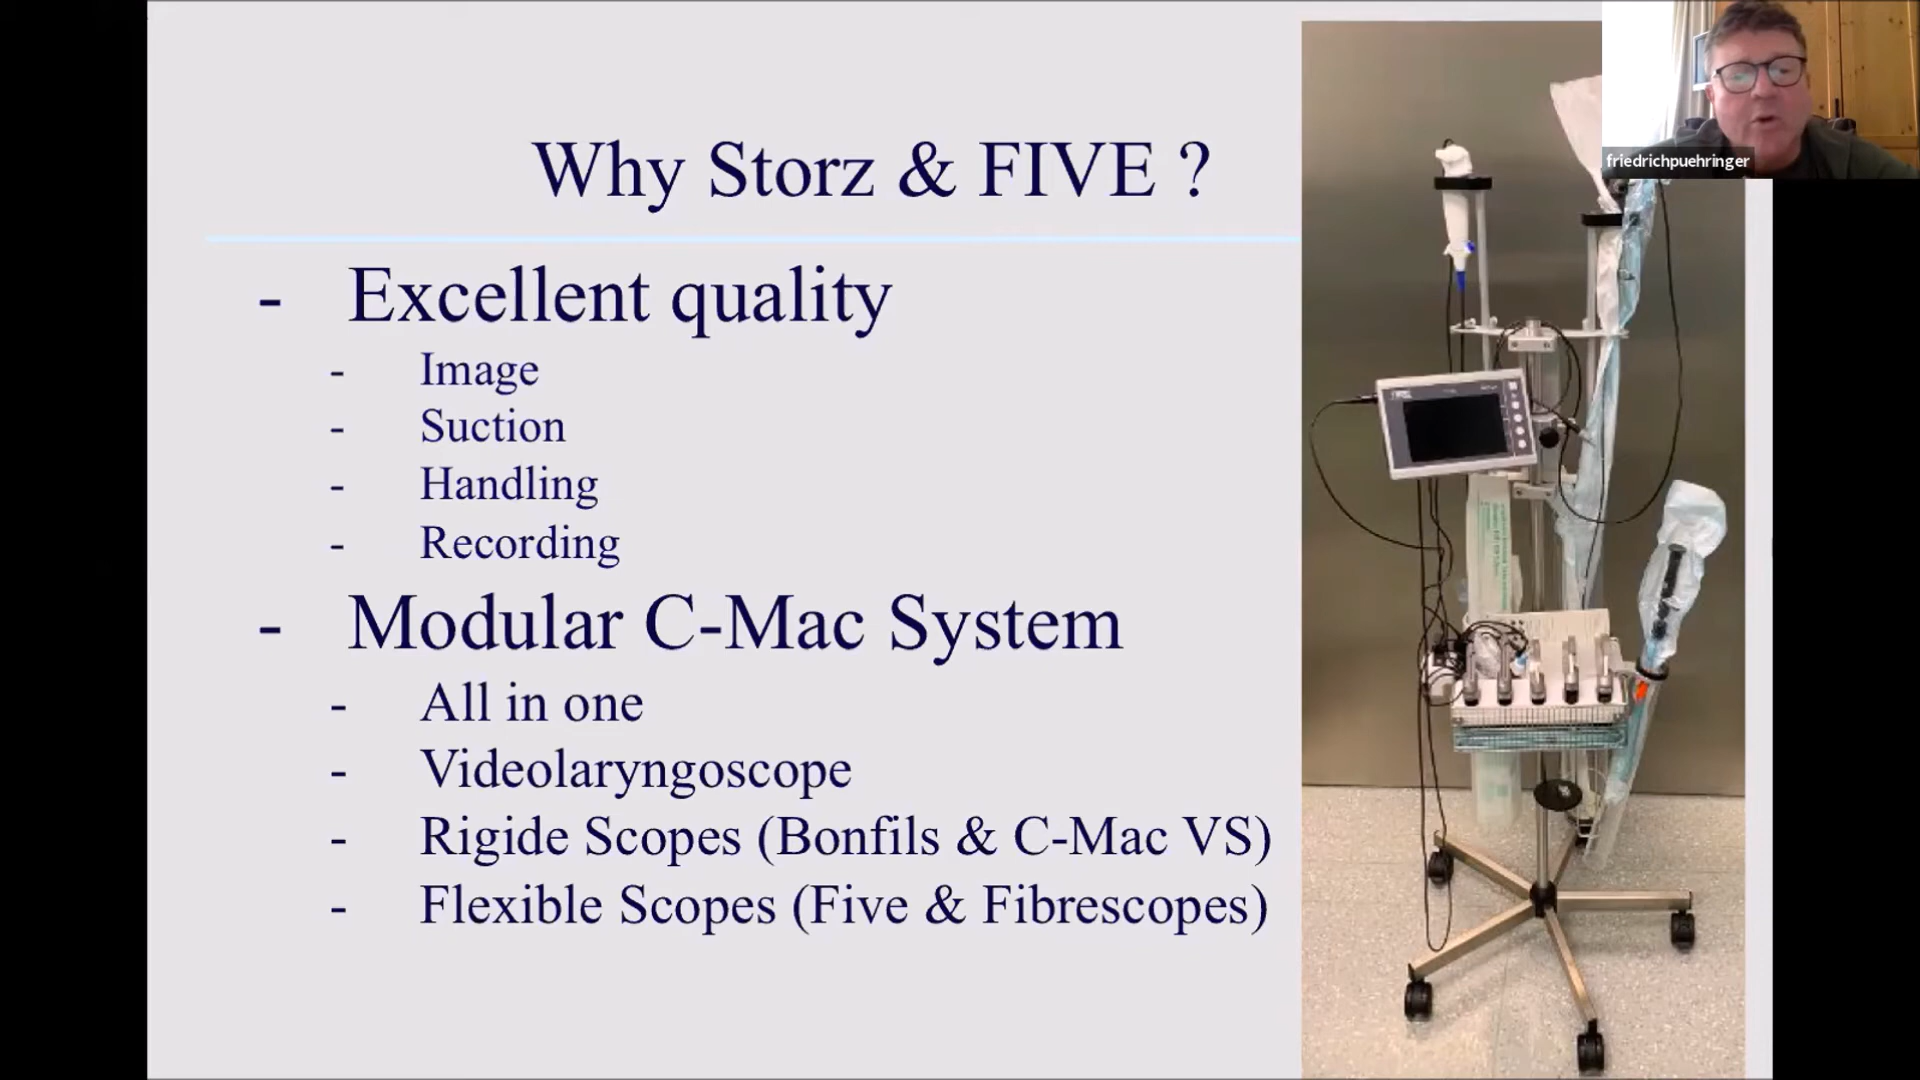 Why Storz & FIVE ?
- Excellent quality
- Image
- Suction
- Handling
- Recording
- Modular C-Mac System
- All in one
- Videolaryngoscope
- Rigide Scopes (Bonfils & C-Mac VS)
- Flexible Scopes (Five & Fibrescopes)
friedrichpuehringer